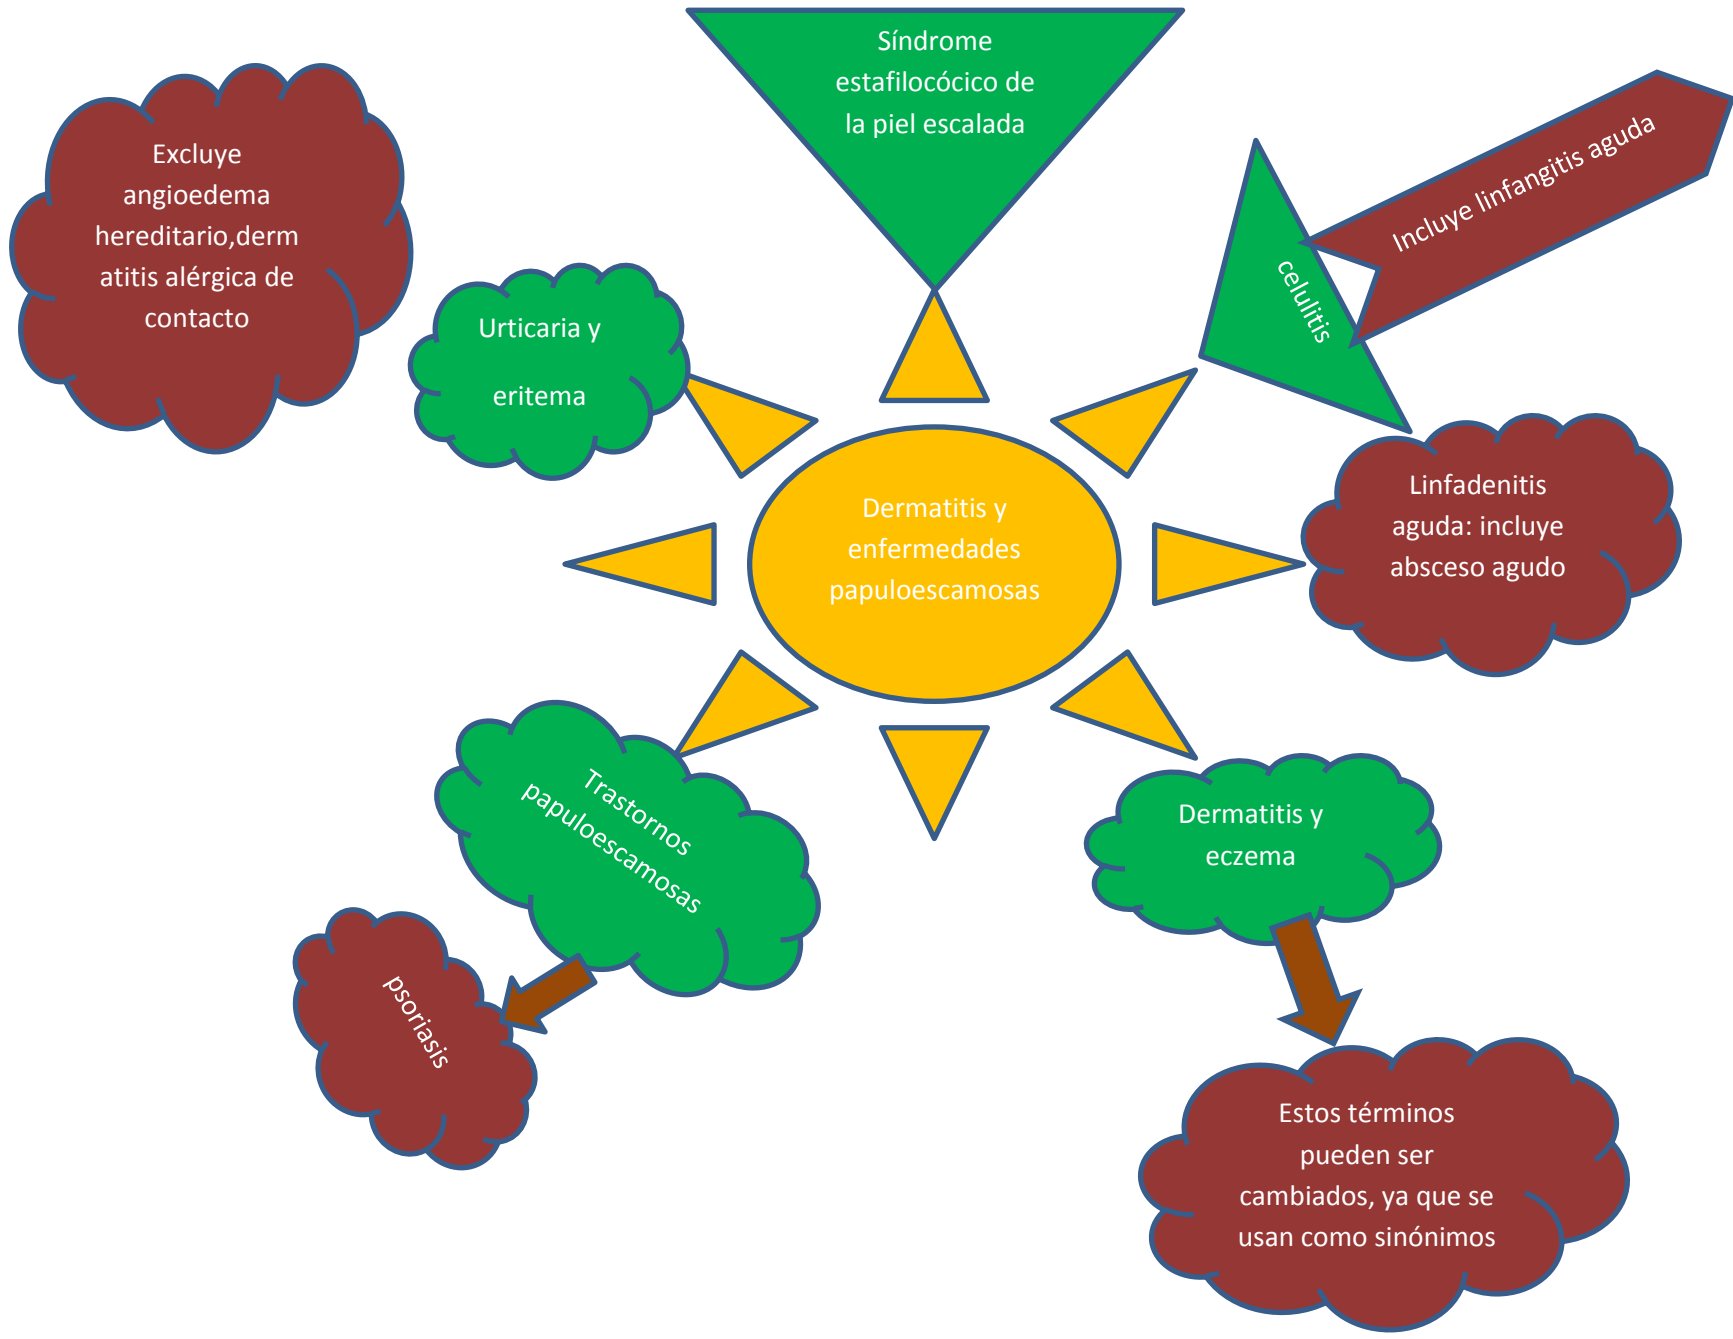 Síndrome
estafilocócico de
la piel escalada
Excluye
angioedema
hereditario,derm
atitis alérgica de
contacto
Urticaria y
eritema
Incluye linfangitis aguda
celulitis
Dermatitis y
enfermedades
papuloescamosas
Linfadenitis
aguda: incluye
absceso agudo
Trastornos
papuloescamosas
Dermatitis y
eczema
psoriasis
Estos términos
pueden ser
cambiados, ya que se
usan como sinónimos